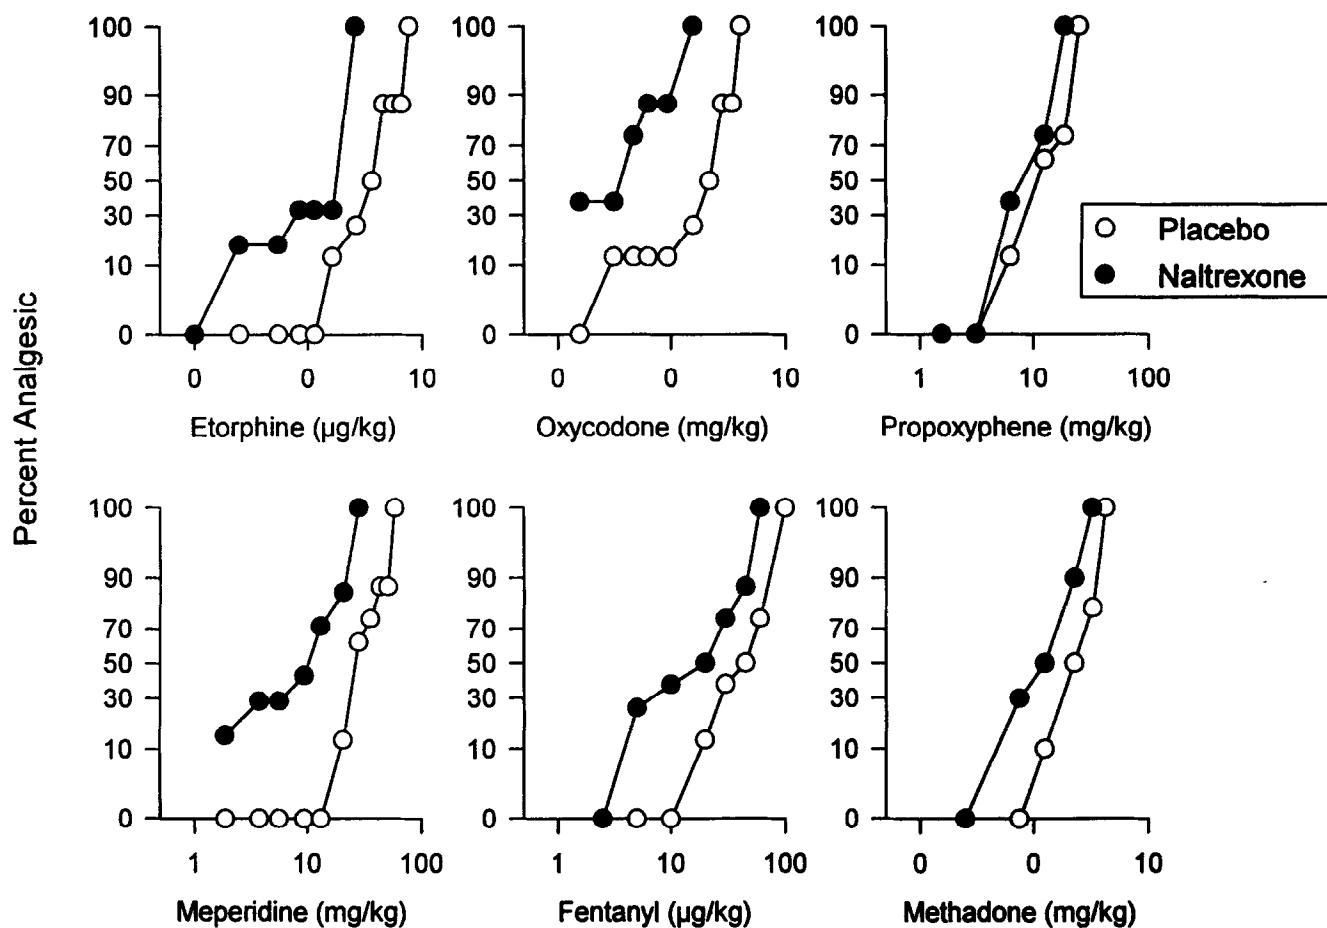 Percent Analgesic
100
90
70
50
30
10
0
0 0 10
Etorphine (µg/kg)
100
90
70
50
30
10
0
0 0 10
Oxycodone (mg/kg)
100
90
70
50
30
10
0
1 10 100
Propoxyphene (mg/kg)
Placebo
Naltrexone
100
90
70
50
30
10
0
1 10 100
Meperidine (mg/kg)
100
90
70
50
30
10
0
1 10 100
Fentanyl (µg/kg)
100
90
70
50
30
10
0
0 0 10
Methadone (mg/kg)